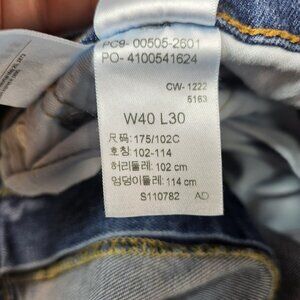 PC9- 00505-2601
PO- 4100541624
CW-1222
5163
W40 L30
尺码: 175/102C
호칭: 102-114
허리둘레: 102 cm
엉덩이둘레: 114 cm
S110782 AD